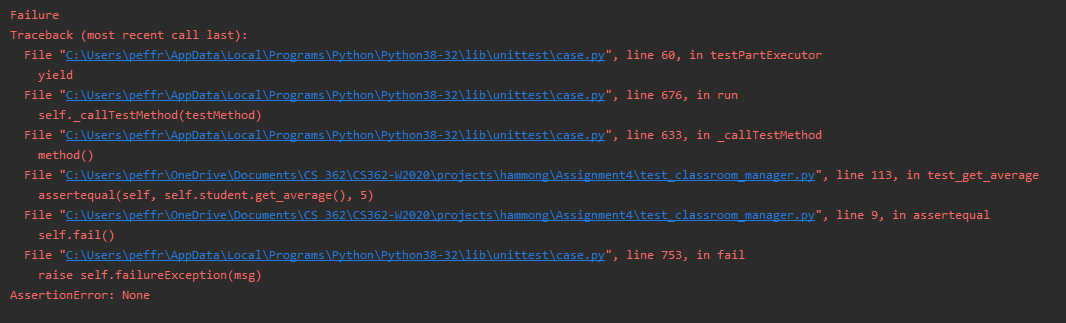 Failure
Traceback (most recent call last):
  File "C:\Users\peffr\AppData\Local\Programs\Python\Python38-32\lib\unittest\case.py", line 60, in testPartExecutor
    yield
  File "C:\Users\peffr\AppData\Local\Programs\Python\Python38-32\lib\unittest\case.py", line 676, in run
    self._callTestMethod(testMethod)
  File "C:\Users\peffr\AppData\Local\Programs\Python\Python38-32\lib\unittest\case.py", line 633, in _callTestMethod
    method()
  File "C:\Users\peffr\OneDrive\Documents\CS 362\CS362-W2020\projects\hammong\Assignment4\test_classroom_manager.py", line 113, in test_get_average
    assertequal(self, self.student.get_average(), 5)
  File "C:\Users\peffr\OneDrive\Documents\CS 362\CS362-W2020\projects\hammong\Assignment4\test_classroom_manager.py", line 9, in assertequal
    self.fail()
  File "C:\Users\peffr\AppData\Local\Programs\Python\Python38-32\lib\unittest\case.py", line 753, in fail
    raise self.failureException(msg)
AssertionError: None